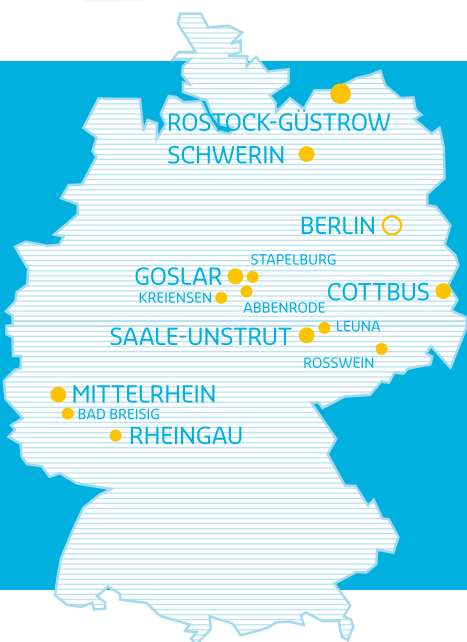 ROSTOCK-GÜSTROW
SCHWERIN
BERLIN
STAPELBURG
GOSLAR
KREIENSEN
ABBENRODE
COTTBUS
SAALE-UNSTRUT
LEUNA
ROSSWEIN
MITTELRHEIN
BAD BREISIG
RHEINGAU